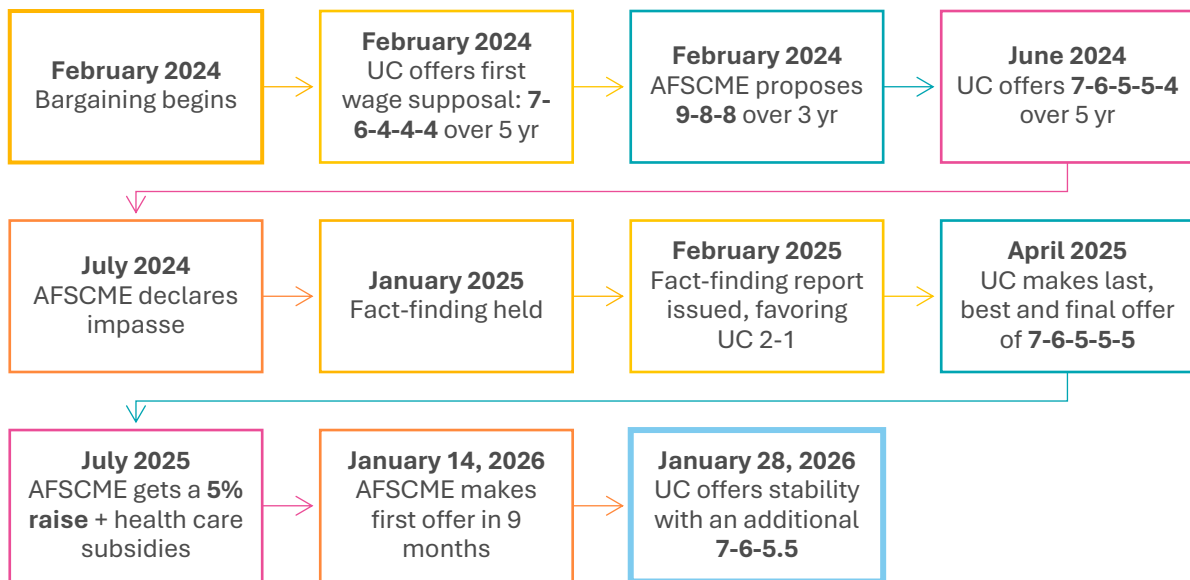 February 2024
Bargaining begins
February 2024
UC offers first
wage supposal: 7-
6-4-4-4 over 5 yr
February 2024
AFSCME proposes
9-8-8 over 3 yr
June 2024
UC offers 7-6-5-5-4
over 5 yr
July 2024
AFSCME declares
impasse
January 2025
Fact-finding held
February 2025
Fact-finding report
issued, favoring
UC 2-1
April 2025
UC makes last,
best and final offer
of 7-6-5-5-5
July 2025
AFSCME gets a 5%
raise + health care
subsidies
January 14, 2026
AFSCME makes
first offer in 9
months
January 28, 2026
UC offers stability
with an additional
7-6-5.5